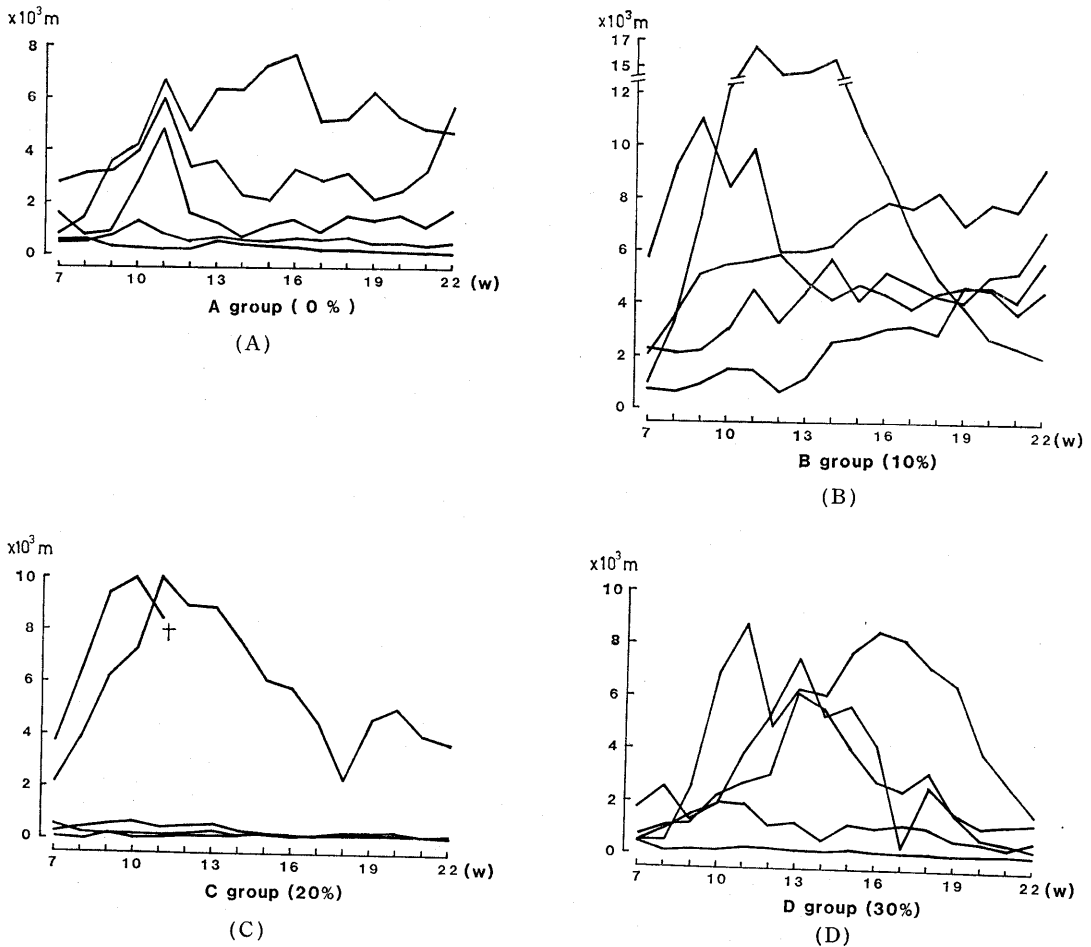 x10³m
8
6
4
2
0
7 10 13 16 19 22 (w)
A group ( 0 % )
(A)
x10³m
17
15
12
10
8
6
4
2
0
7 10 13 16 19 22 (w)
B group (10%)
(B)
x10³m
10
8
6
4
2
0
†
7 10 13 16 19 22 (w)
C group (20%)
(C)
x10³m
10
8
6
4
2
0
7 10 13 16 19 22 (w)
D group (30%)
(D)